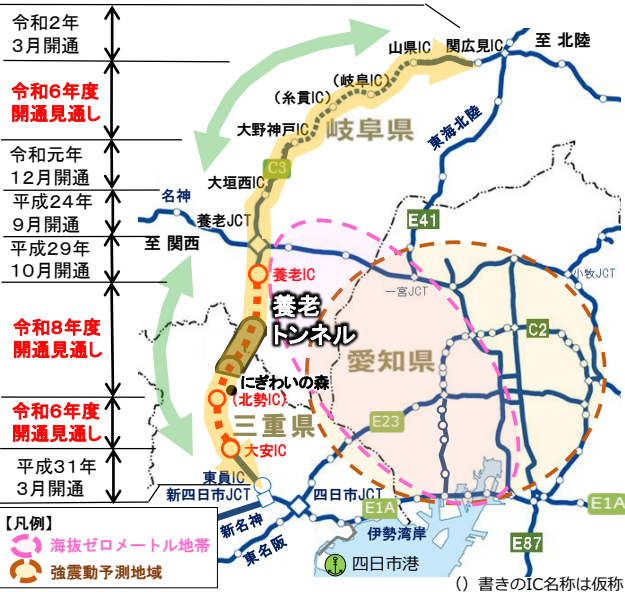 令和2年
3月開通
令和6年度
開通見通し
令和元年
12月開通
平成24年
9月開通
平成29年
10月開通
令和8年度
開通見通し
令和6年度
開通見通し
平成31年
3月開通
山県IC
関広見IC
至 北陸
(岐阜IC)
(糸貫IC)
大野神戸IC
岐阜県
東海北陸
C3
大垣西IC
名神
養老JCT
至 関西
E41
養老IC
一宮JCT
小牧JCT
養老
トンネル
C2
愛知県
にぎわいの森
(北勢IC)
三重県
E23
大安IC
東員IC
新四日市JCT
四日市JCT
E1A
E1A
新名神
東名阪
伊勢湾岸
E87
四日市港
【凡例】
海抜ゼロメートル地帯
強震動予測地域
() 書きのIC名称は仮称